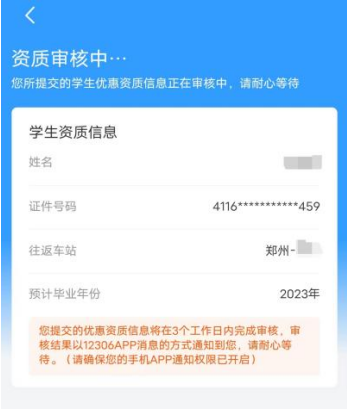 资质审核中…
您所提交的学生优惠资质信息正在审核中，请耐心等待
学生资质信息
姓名
证件号码 4116***********459
往返车站 郑州-
预计毕业年份 2023年
您提交的优惠资质信息将在3个工作日内完成审核，审
核结果以12306APP消息的方式通知到您，请耐心等
待。（请确保您的手机APP通知权限已开启）